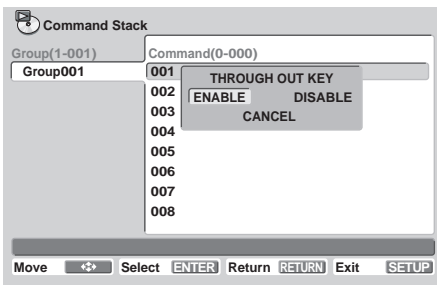 Command Stack
Group(1-001) Command(0-000)
Group001 001
THROUGH OUT KEY
002
ENABLE DISABLE
003
CANCEL
004
005
006
007
008
Move Select ENTER Return RETURN Exit SETUP